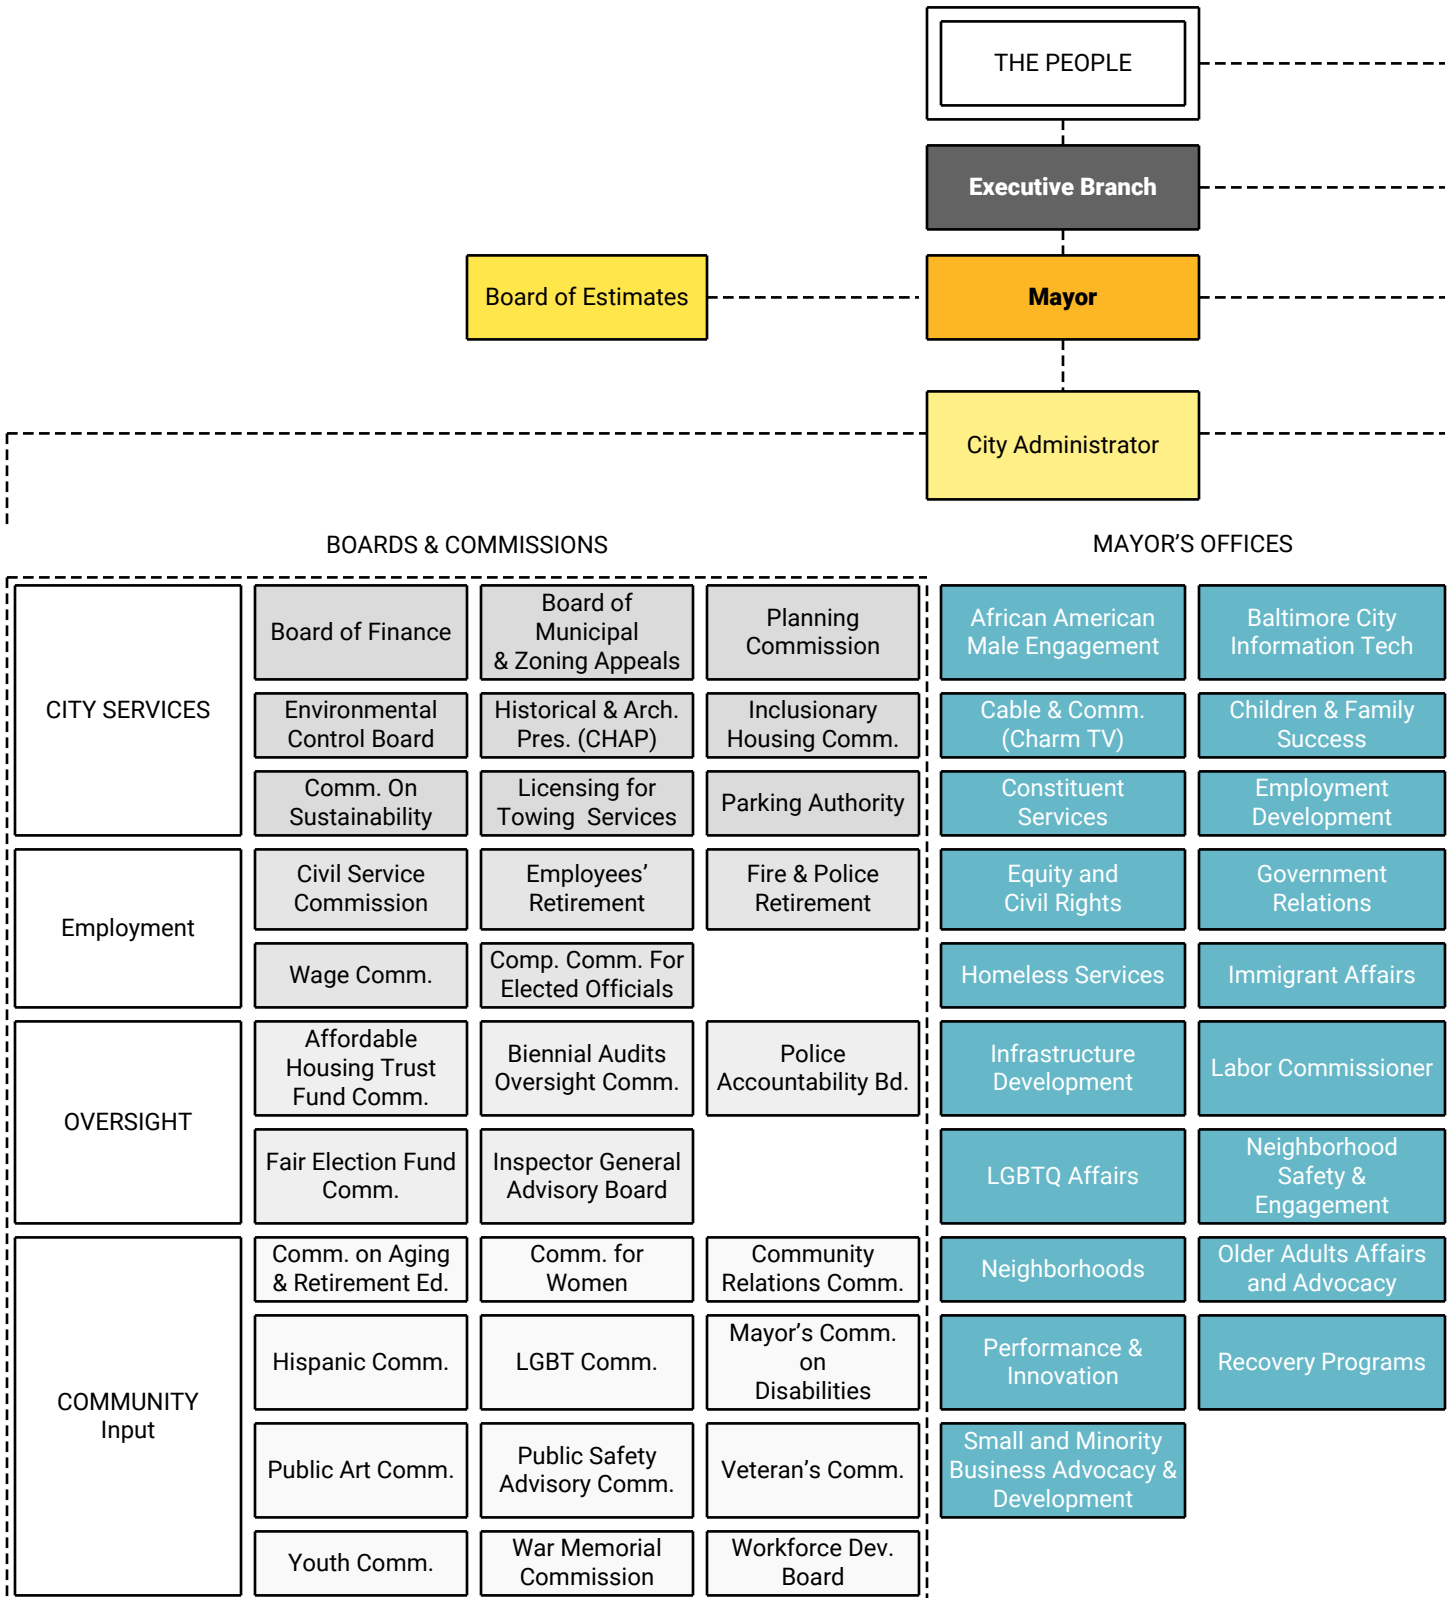 THE PEOPLE
Executive Branch
Board of Estimates
Mayor
City Administrator
BOARDS & COMMISSIONS
MAYOR’S OFFICES
CITY SERVICES
Board of Finance
Board of
Municipal
& Zoning Appeals
Planning
Commission
Environmental
Control Board
Historical & Arch.
Pres. (CHAP)
Inclusionary
Housing Comm.
Comm. On
Sustainability
Licensing for
Towing Services
Parking Authority
Employment
Civil Service
Commission
Employees’
Retirement
Fire & Police
Retirement
Wage Comm.
Comp. Comm. For
Elected Officials
OVERSIGHT
Affordable
Housing Trust
Fund Comm.
Biennial Audits
Oversight Comm.
Police
Accountability Bd.
Fair Election Fund
Comm.
Inspector General
Advisory Board
COMMUNITY
Input
Comm. on Aging
& Retirement Ed.
Comm. for
Women
Community
Relations Comm.
Hispanic Comm.
LGBT Comm.
Mayor’s Comm.
on
Disabilities
Public Art Comm.
Public Safety
Advisory Comm.
Veteran’s Comm.
Youth Comm.
War Memorial
Commission
Workforce Dev.
Board
African American
Male Engagement
Baltimore City
Information Tech
Cable & Comm.
(Charm TV)
Children & Family
Success
Constituent
Services
Employment
Development
Equity and
Civil Rights
Government
Relations
Homeless Services
Immigrant Affairs
Infrastructure
Development
Labor Commissioner
LGBTQ Affairs
Neighborhood
Safety &
Engagement
Neighborhoods
Older Adults Affairs
and Advocacy
Performance &
Innovation
Recovery Programs
Small and Minority
Business Advocacy &
Development